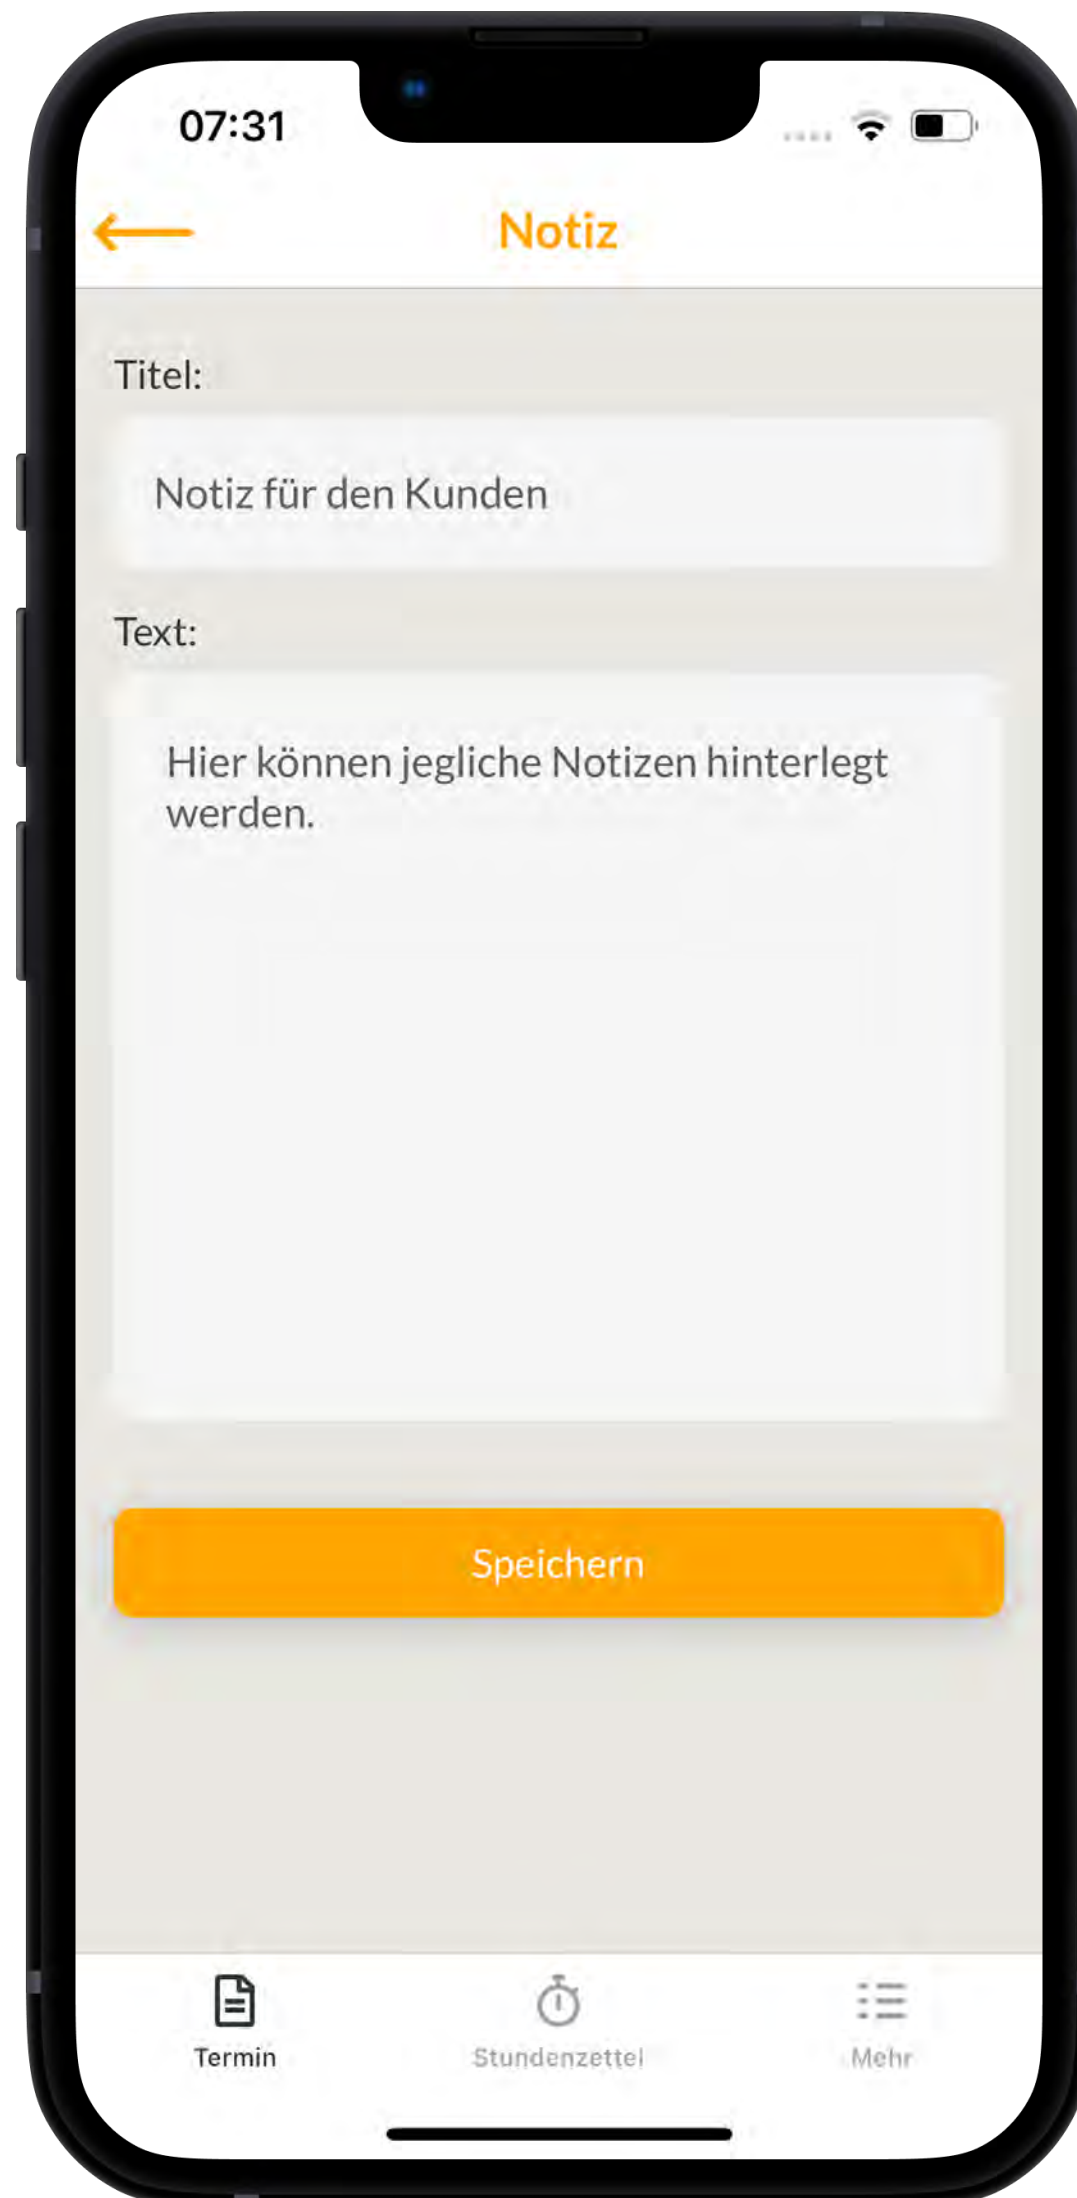 07:31
Notiz
Titel:
Notiz für den Kunden
Text:
Hier können jegliche Notizen hinterlegt
werden.
Speichern
Termin
Stundenzettel
Mehr